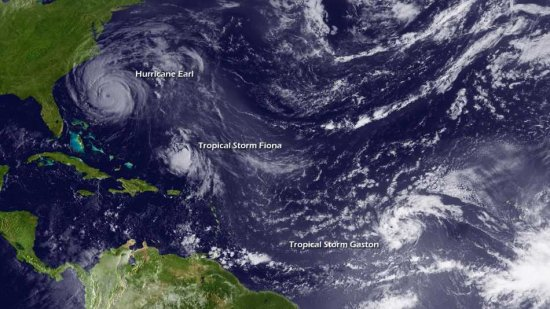 Hurricane Earl
Tropical Storm Fiona
Tropical Storm Gaston